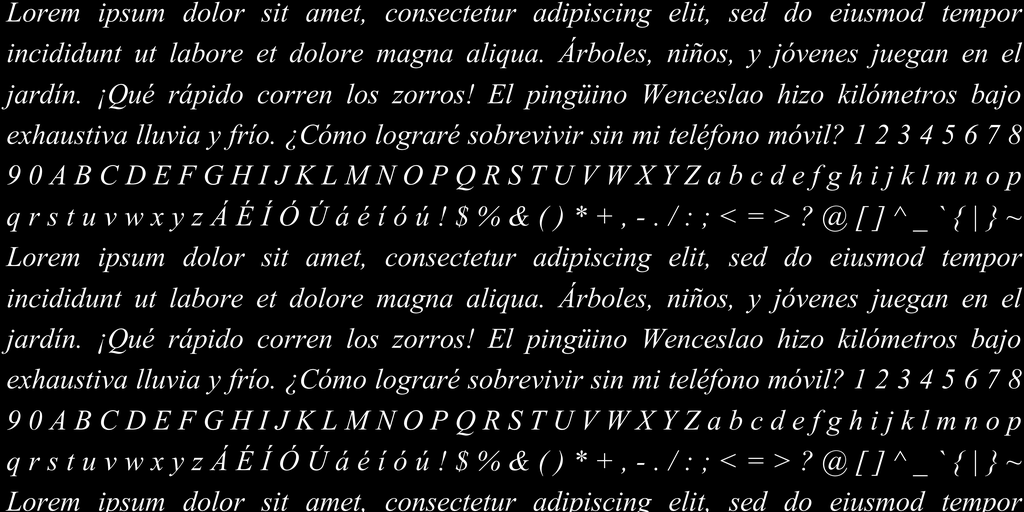 Lorem ipsum dolor sit amet, consectetur adipiscing elit, sed do eiusmod tempor
incididunt ut labore et dolore magna aliqua. Árboles, niños, y jóvenes juegan en el
jardín. ¡Qué rápido corren los zorros! El pingüino Wenceslao hizo kilómetros bajo
exhaustiva lluvia y frío. ¿Cómo lograré sobrevivir sin mi teléfono móvil? 1 2 3 4 5 6 7 8
9 0 A B C D E F G H I J K L M N O P Q R S T U V W X Y Z a b c d e f g h i j k l m n o p
q r s t u v w x y z Á É Í Ó Ú á é í ó ú ! $ % & ( ) * + , - . / : ; < = > ? @ [ ] ^ _ ` { | } ~
Lorem ipsum dolor sit amet, consectetur adipiscing elit, sed do eiusmod tempor
incididunt ut labore et dolore magna aliqua. Árboles, niños, y jóvenes juegan en el
jardín. ¡Qué rápido corren los zorros! El pingüino Wenceslao hizo kilómetros bajo
exhaustiva lluvia y frío. ¿Cómo lograré sobrevivir sin mi teléfono móvil? 1 2 3 4 5 6 7 8
9 0 A B C D E F G H I J K L M N O P Q R S T U V W X Y Z a b c d e f g h i j k l m n o p
q r s t u v w x y z Á É Í Ó Ú á é í ó ú ! $ % & ( ) * + , - . / : ; < = > ? @ [ ] ^ _ ` { | } ~
Lorem ipsum dolor sit amet, consectetur adipiscing elit, sed do eiusmod tempor